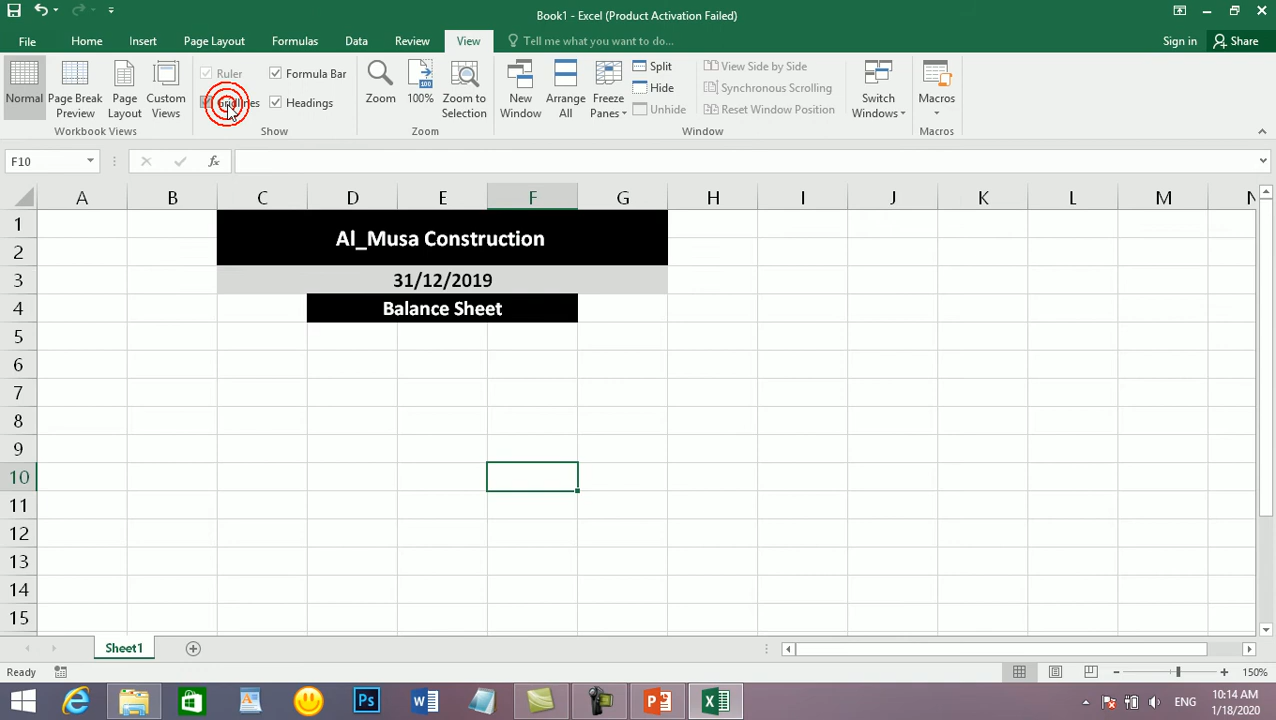 Book1 - Excel (Product Activation Failed)
File Home Insert Page Layout Formulas Data Review View Tell me what you want to do... Sign in Share
Normal
Page Break Preview
Page Layout
Custom Views
Workbook Views
Ruler
Formula Bar
Gridlines
Headings
Show
Zoom
100
100%
Zoom to Selection
Zoom
New Window
Arrange All
Freeze Panes
Split
Hide
Unhide
View Side by Side
Synchronous Scrolling
Reset Window Position
Window
Switch Windows
Macros
Macros
F10
fx
A B C D E F G H I J K L M N
1
Al_Musa Construction
2
3 31/12/2019
4 Balance Sheet
5
6
7
8
9
10
11
12
13
14
15
Sheet1
Ready
150%
ENG
10:14 AM
1/18/2020